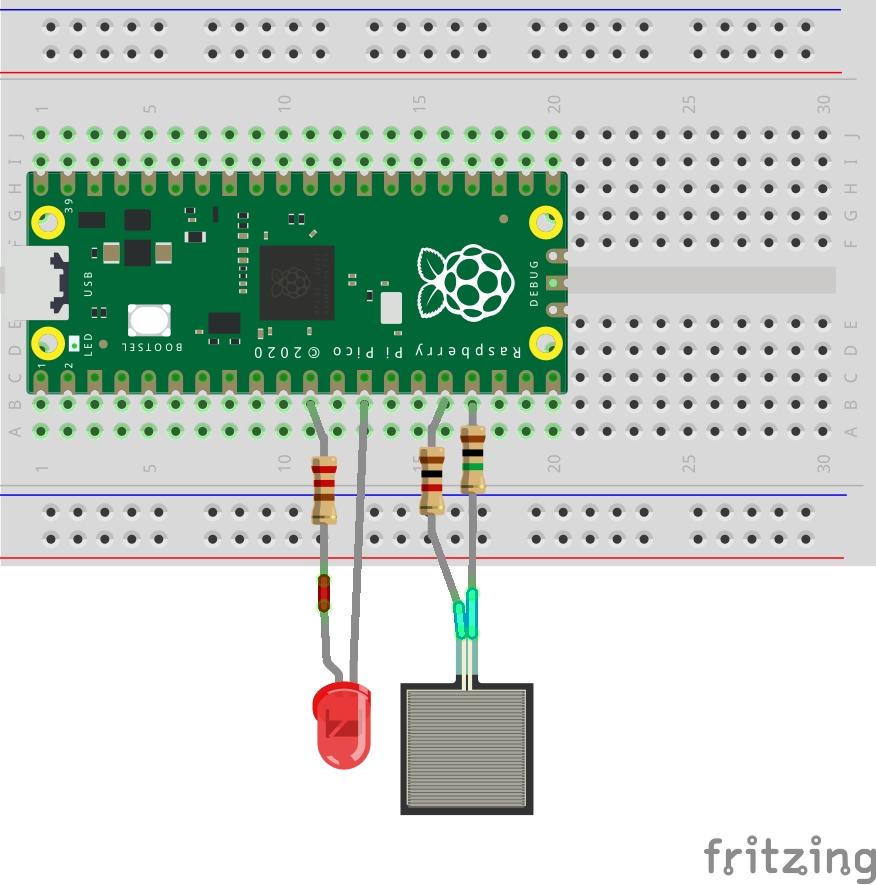 1 5 10 15 20 25 30
J J
I I
H H
G G
F F
39
USB
DEBUG
E E
D D
C C
B B
A A
LED
1
2
BOOTSEL
Raspberry Pi Pico © 2020
1 5 10 15 20 25 30
fritzing